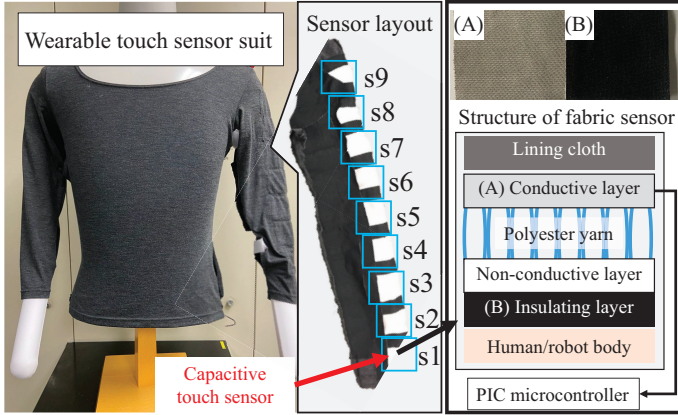 Wearable touch sensor suit
Sensor layout
s9
s8
s7
s6
s5
s4
s3
s2
s1
Capacitive
touch sensor
(A)
(B)
Structure of fabric sensor
Lining cloth
(A) Conductive layer
Polyester yarn
Non-conductive layer
(B) Insulating layer
Human/robot body
PIC microcontroller